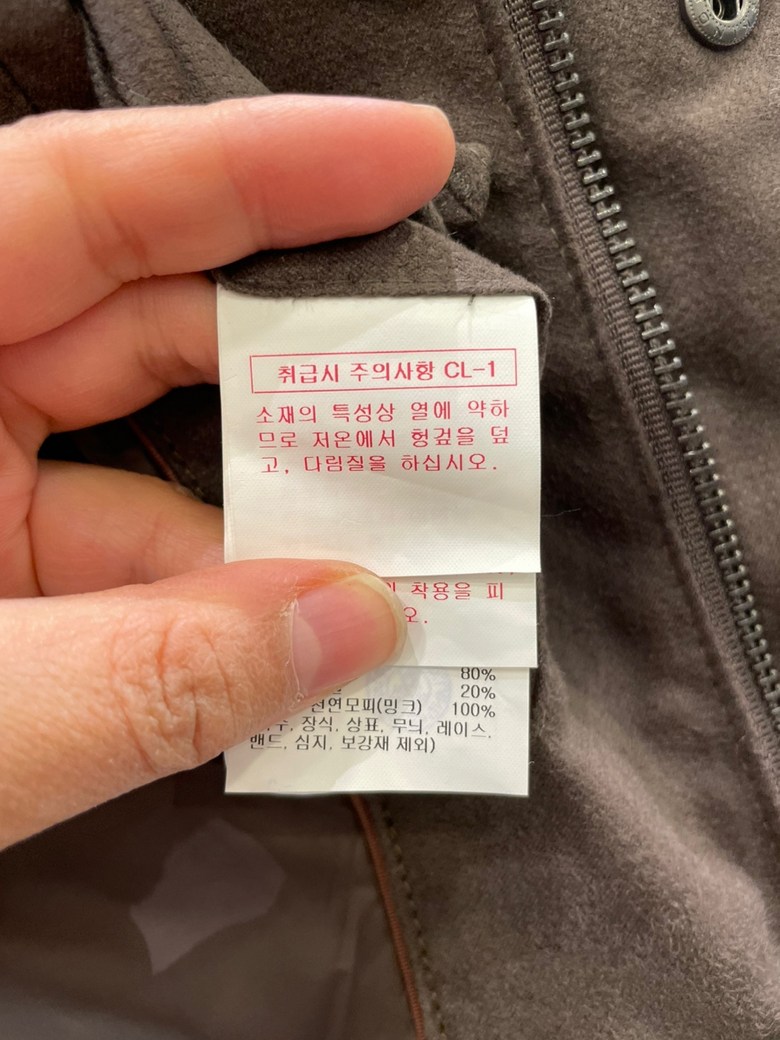 취급시 주의사항 CL-1
소재의 특성상 열에 약하
므로 저온에서 헝겊을 덮
고, 다림질을 하십시오.
착용을 피
오.
80%
20%
천연모피(밍크) 100%
장식, 상표, 무늬, 레이스,
밴드, 심지, 보강재 제외)